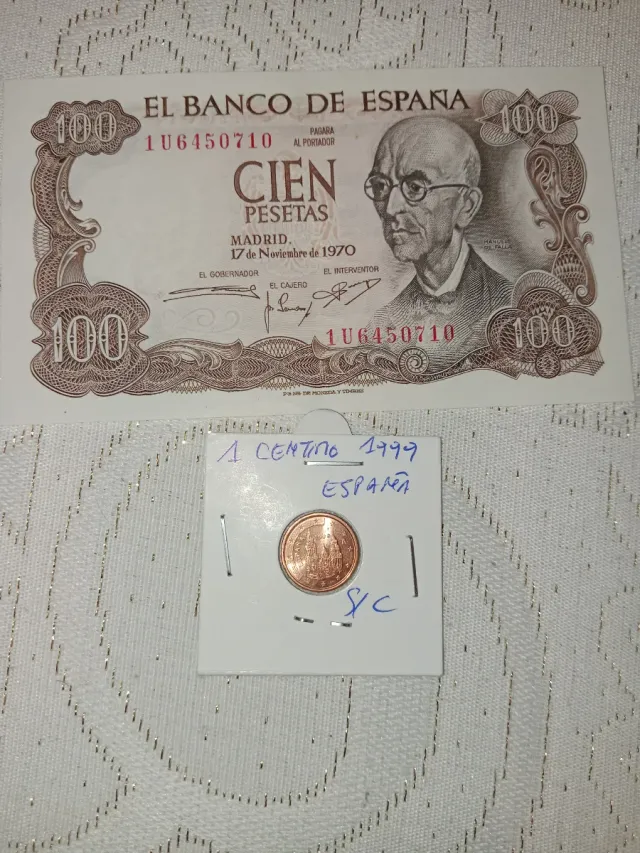 EL BANCO DE ESPAÑA
100
100
1U6450710
PAGARA
AL PORTADOR
CIEN
PESETAS
MADRID,
17 de Noviembre de 1970
MANUEL
DE FALLA
EL GOBERNADOR
EL CAJERO
EL INTERVENTOR
1U6450710
100
100
1 CENTIMO 1999
ESPAÑA
S/C